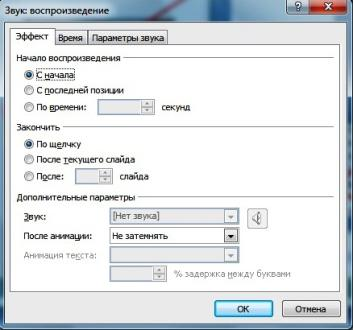 Звук: воспроизведение
Эффект Время Параметры звука
Начало воспроизведения
С начала
С последней позиции
По времени: секунд
Закончить
По щелчку
После текущего слайда
После: слайда
Дополнительные параметры
Звук: [Нет звука]
После анимации: Не затемнять
Анимация текста:
% задержка между буквами
ОК Отмена